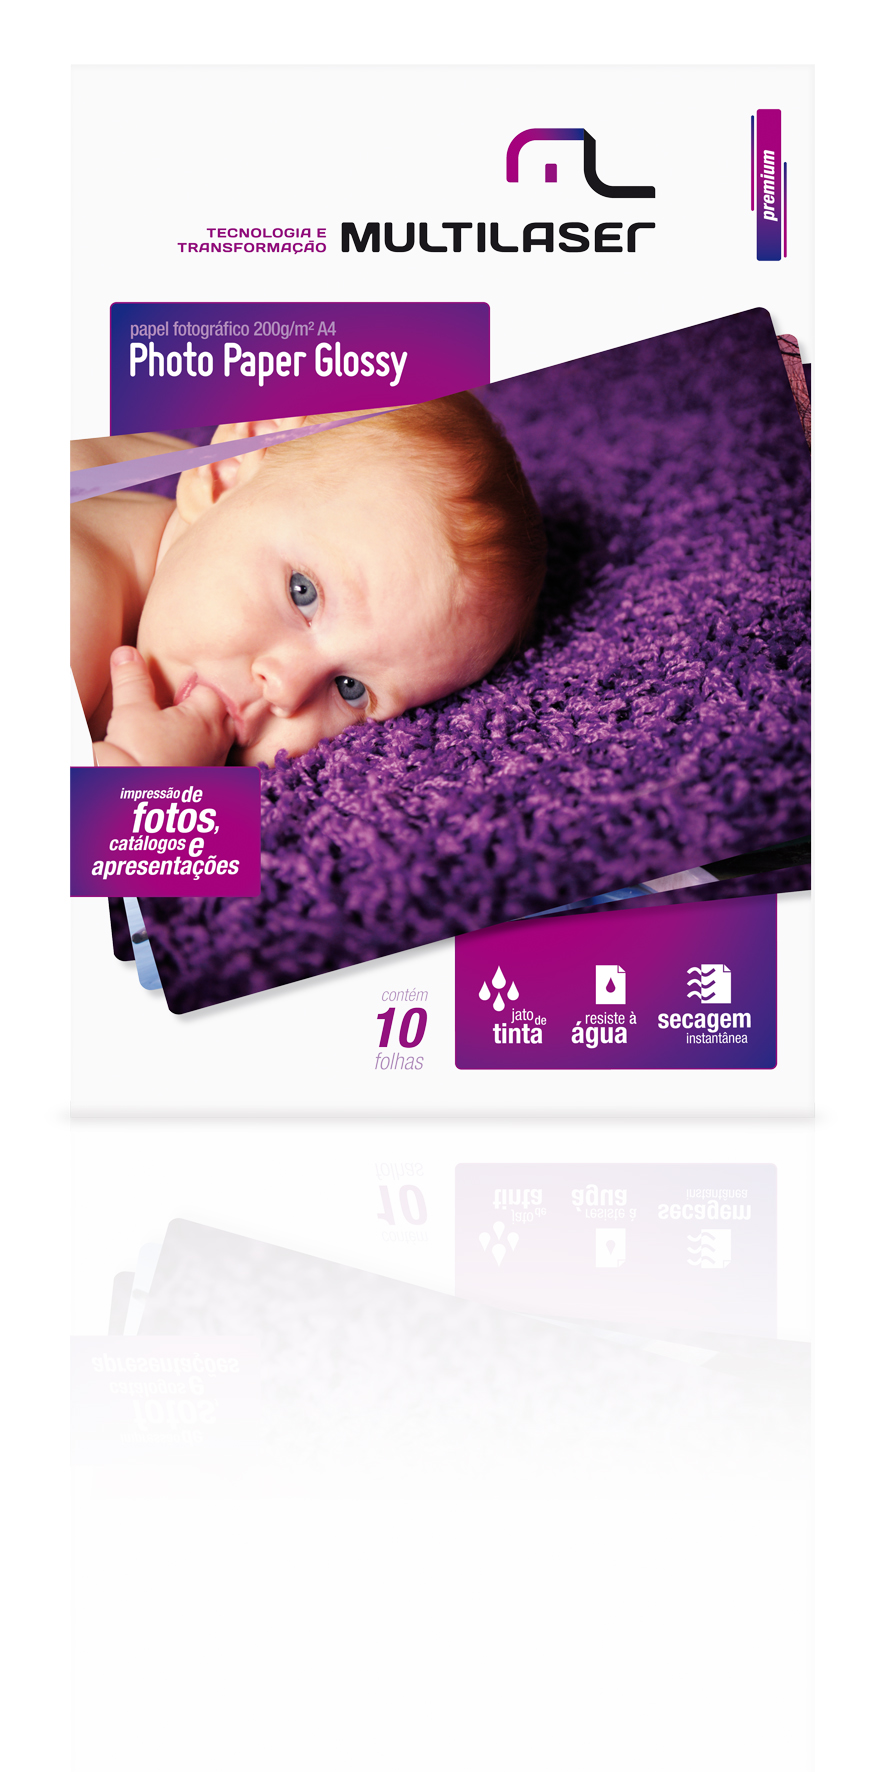 premium
TECNOLOGIA E
TRANSFORMAÇÃO
MULTILASER
papel fotográfico 200g/m² A4
Photo Paper Glossy
impressão de
fotos,
catálogos e
apresentações
contém
10
folhas
jato de
tinta
resiste à
água
secagem
instantânea